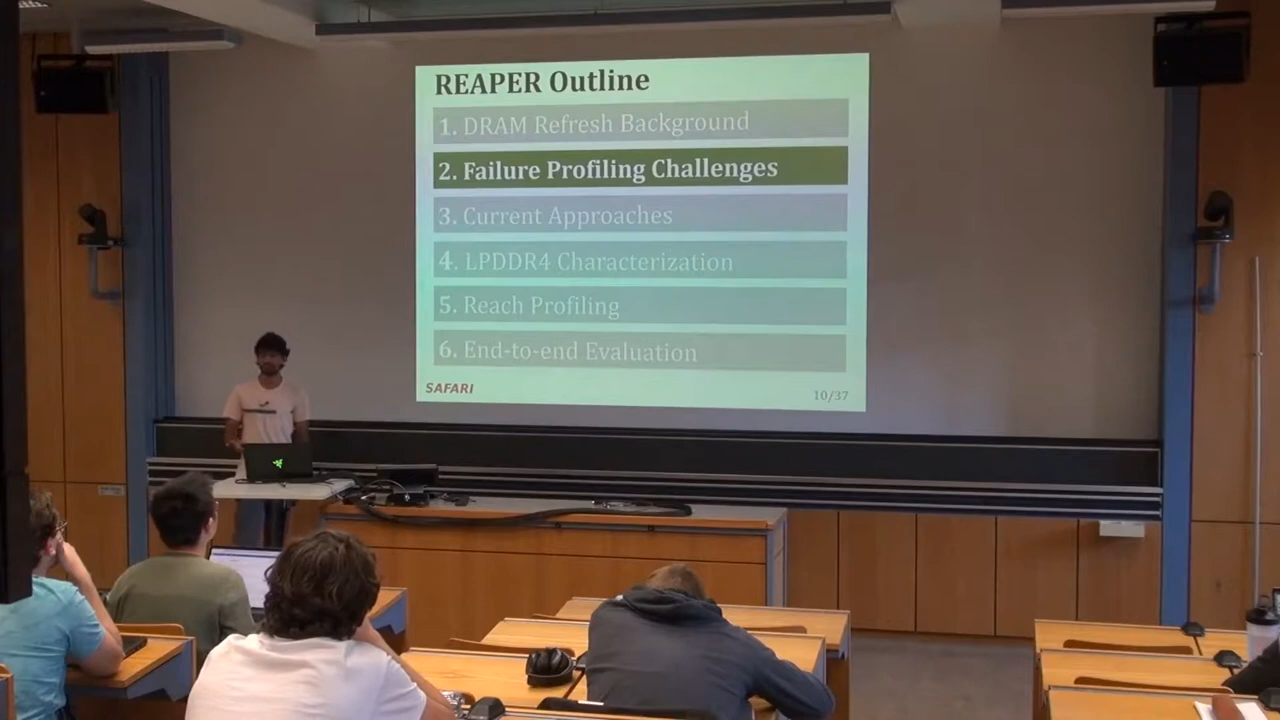 REAPER Outline
1. DRAM Refresh Background
2. Failure Profiling Challenges
3. Current Approaches
4. LPDDR4 Characterization
5. Reach Profiling
6. End-to-end Evaluation
SAFARI
10/37